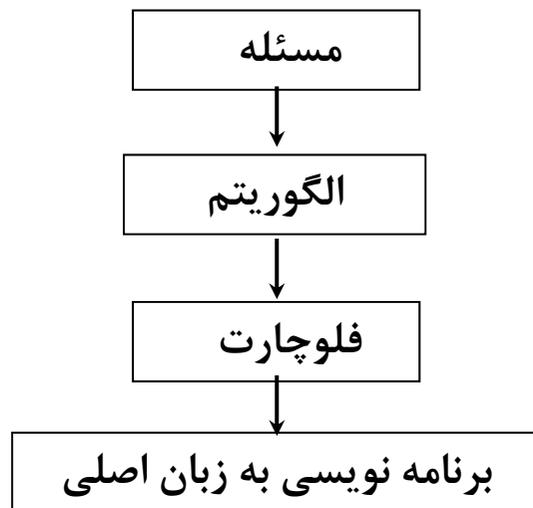 مسئله
الگوریتم
فلوچارت
برنامه نویسی به زبان اصلی